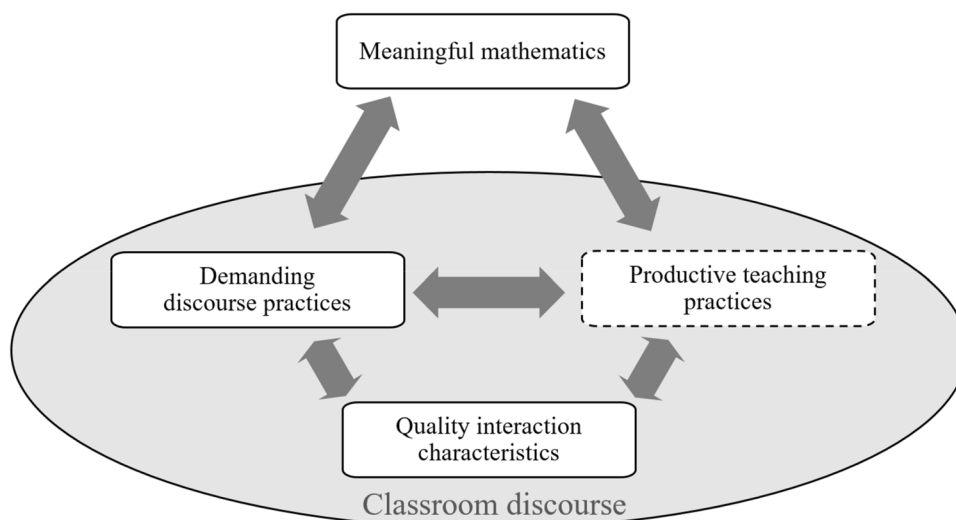 Meaningful mathematics
Demanding
discourse practices
Productive teaching
practices
Quality interaction
characteristics
Classroom discourse